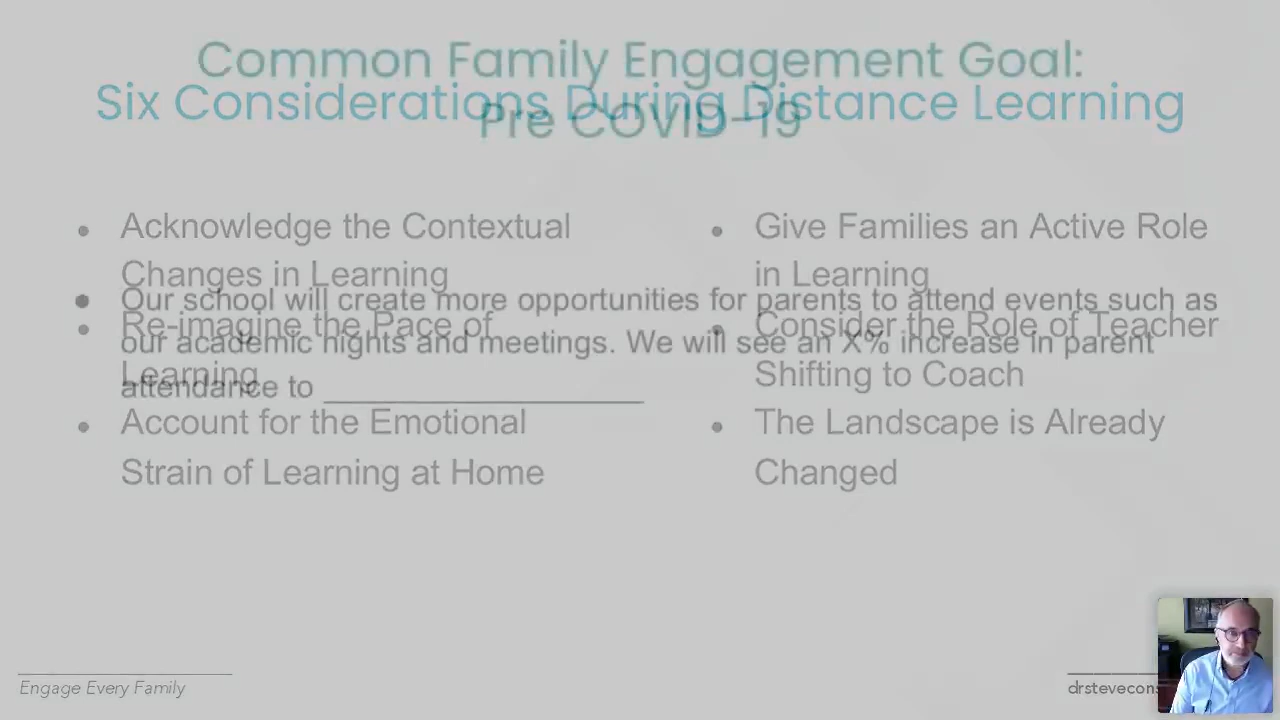 Common Family Engagement Goal:
Pre COVID-19
Six Considerations During Distance Learning
Acknowledge the Contextual
Changes in Learning
Re-imagine the Pace of
Learning
Account for the Emotional
Strain of Learning at Home
Give Families an Active Role
in Learning
Consider the Role of Teacher
Shifting to Coach
The Landscape is Already
Changed
Our school will create more opportunities for parents to attend events such as
our academic nights and meetings. We will see an X% increase in parent
attendance to ____________________
Engage Every Family
drstevecons